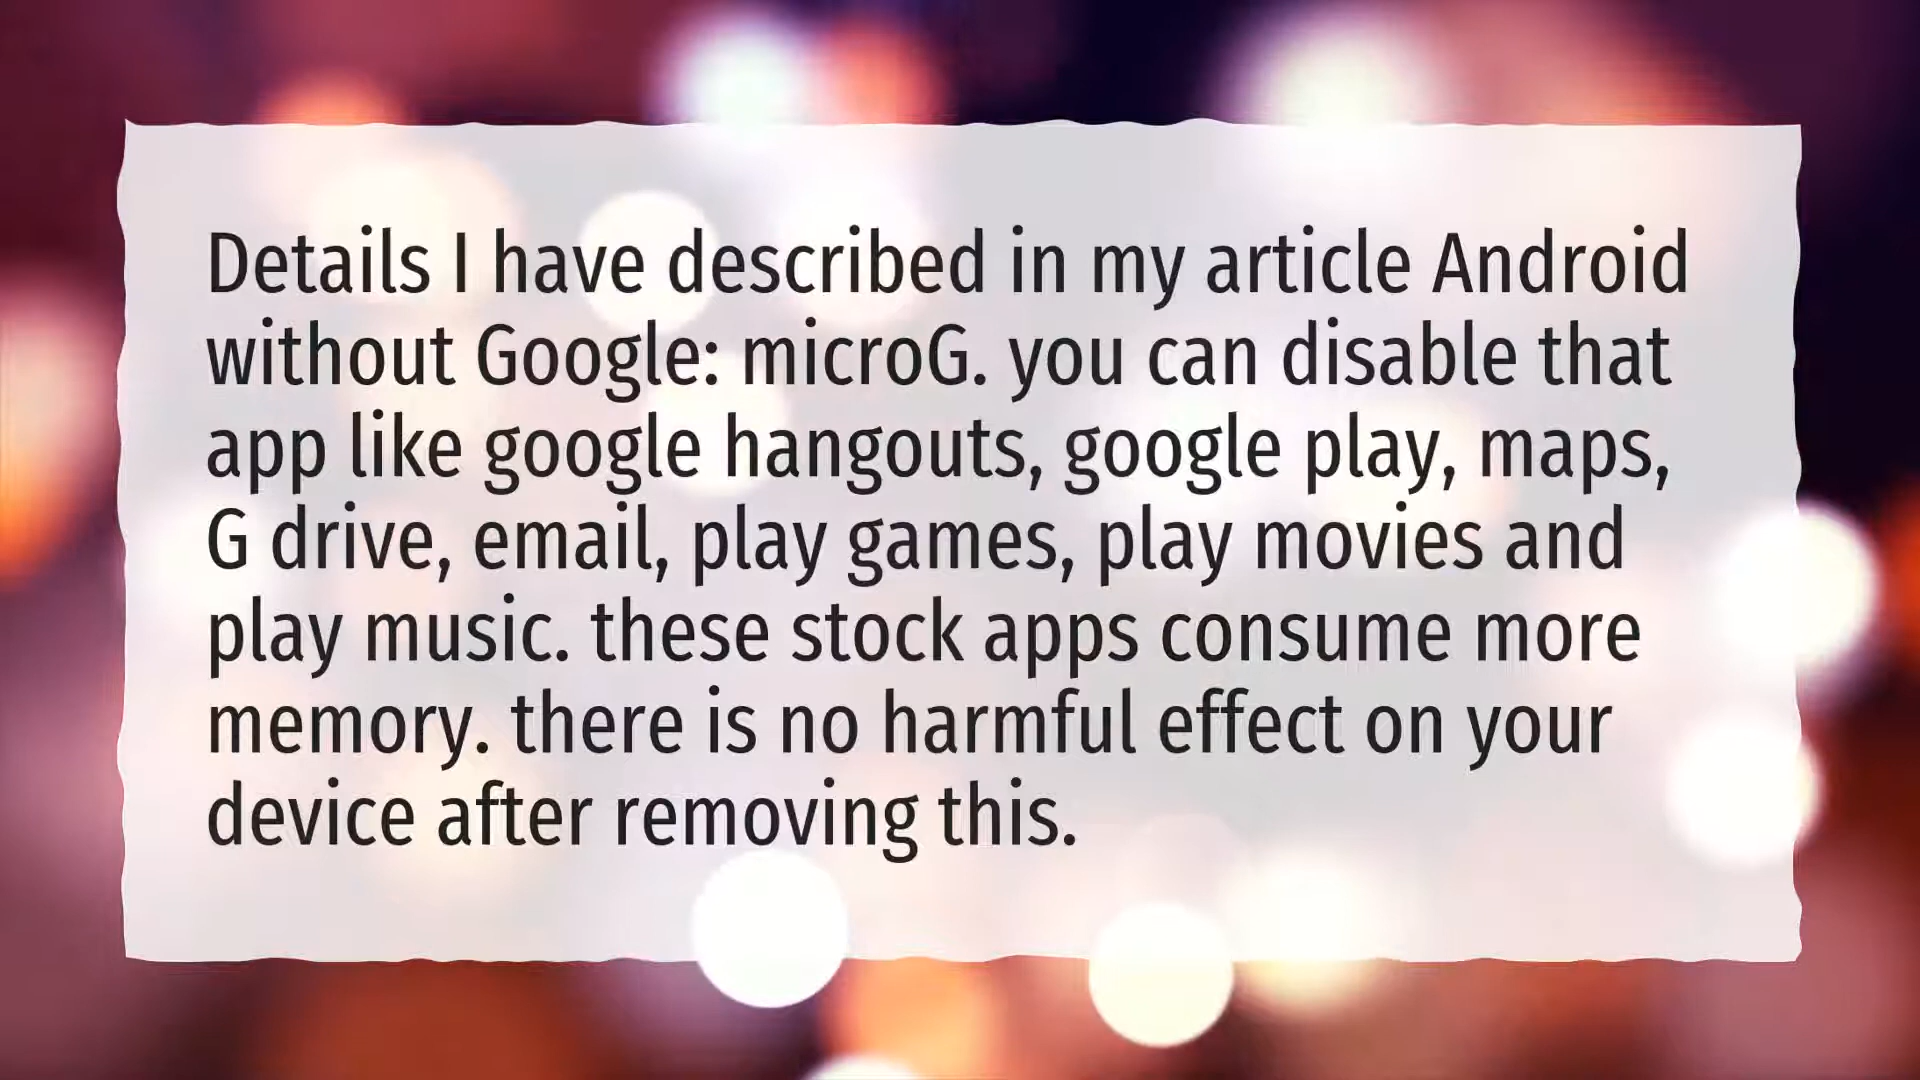 Details I have described in my article Android
without Google: microG. you can disable that
app like google hangouts, google play, maps,
G drive, email, play games, play movies and
play music. these stock apps consume more
memory. there is no harmful effect on your
device after removing this.